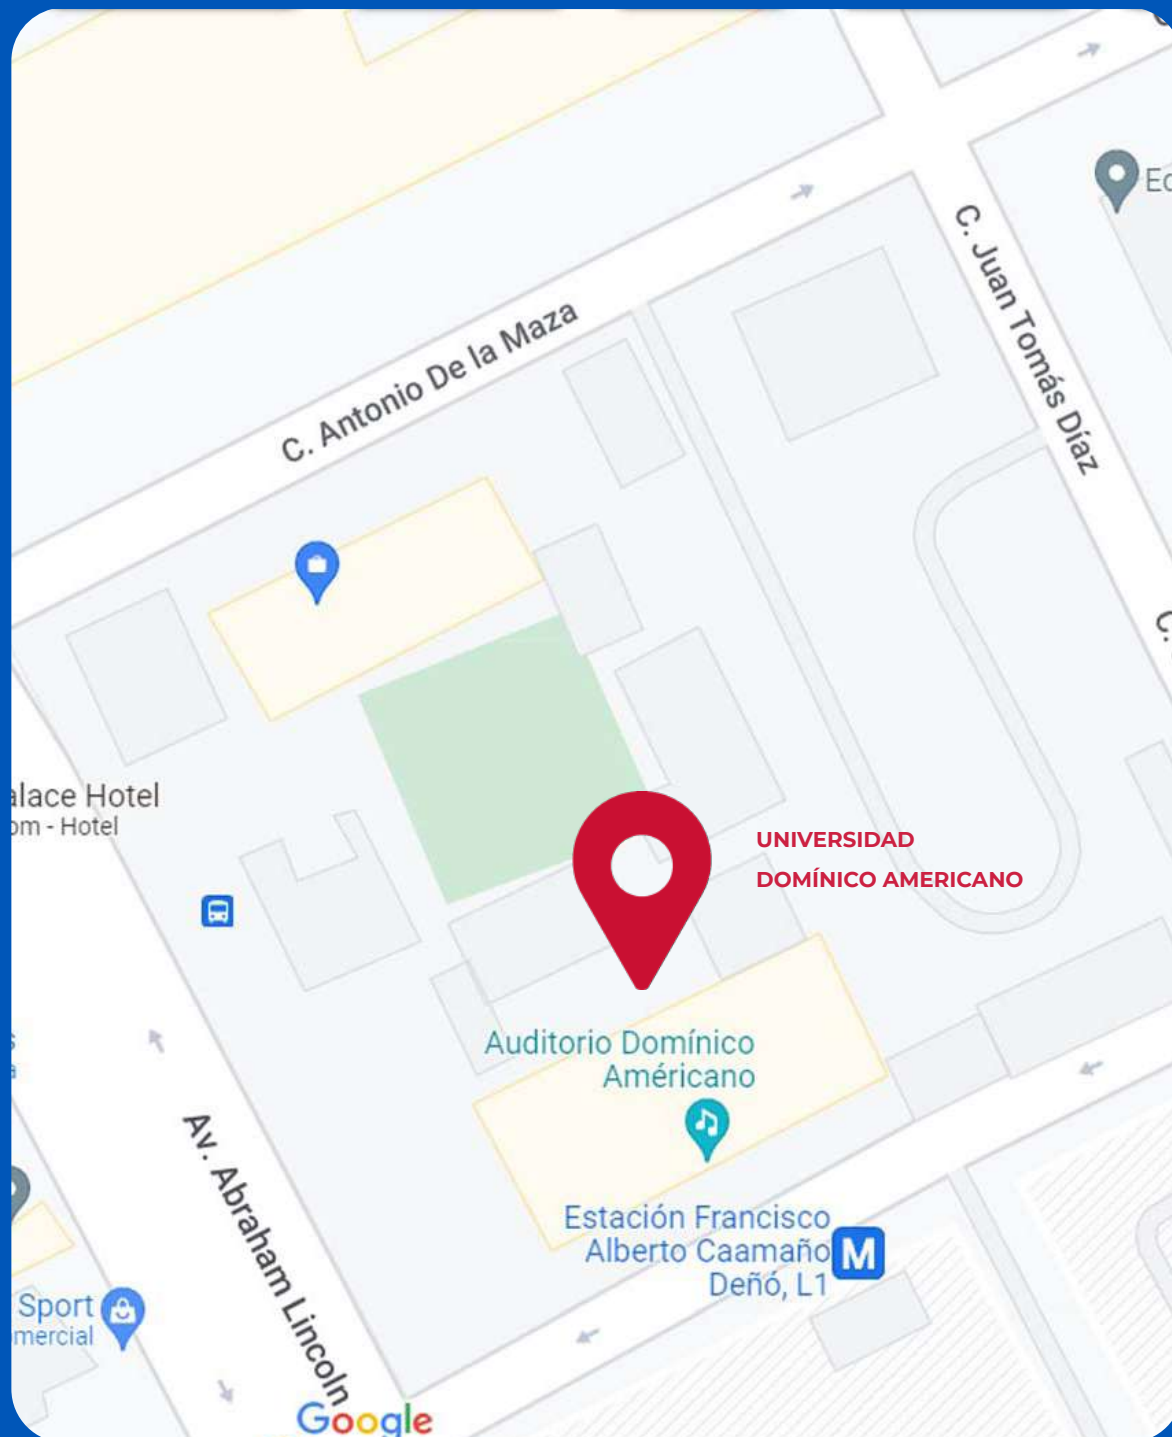 Ec
C. Juan Tomás Díaz
C. Antonio De la Maza
C.
alace Hotel
om - Hotel
UNIVERSIDAD
DOMÍNICO AMERICANO
Auditorio Domínico
Américano
Av. Abraham Lincoln
Estación Francisco
Alberto Caamaño
Deñó, L1
M
Sport
mercial
Google